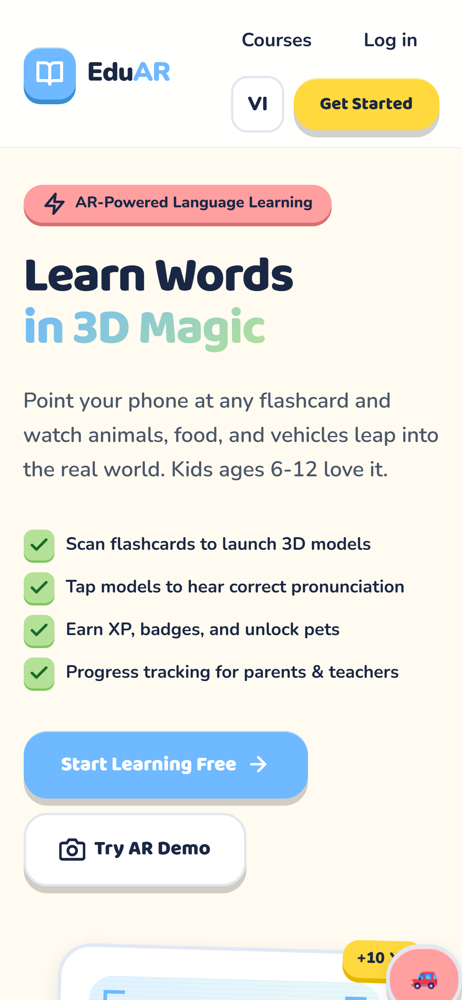 Courses Log in
EduAR
VI Get Started
AR-Powered Language Learning
Learn Words
in 3D Magic
Point your phone at any flashcard and
watch animals, food, and vehicles leap into
the real world. Kids ages 6-12 love it.
Scan flashcards to launch 3D models
Tap models to hear correct pronunciation
Earn XP, badges, and unlock pets
Progress tracking for parents & teachers
Start Learning Free
Try AR Demo
+10